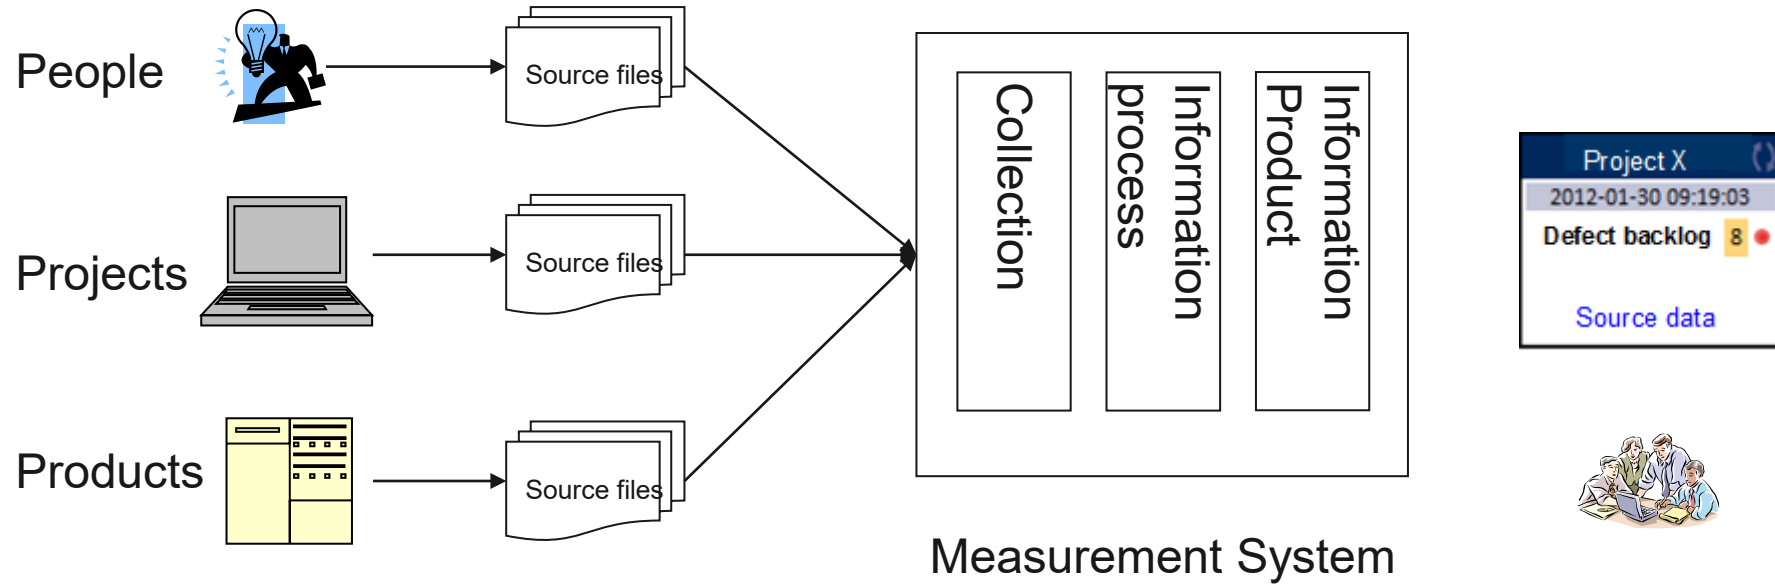 People
Source files
Projects
Source files
Products
Source files
Collection
Information
process
Information
Product
Measurement System
Project X
2012-01-30 09:19:03
Defect backlog 8
Source data